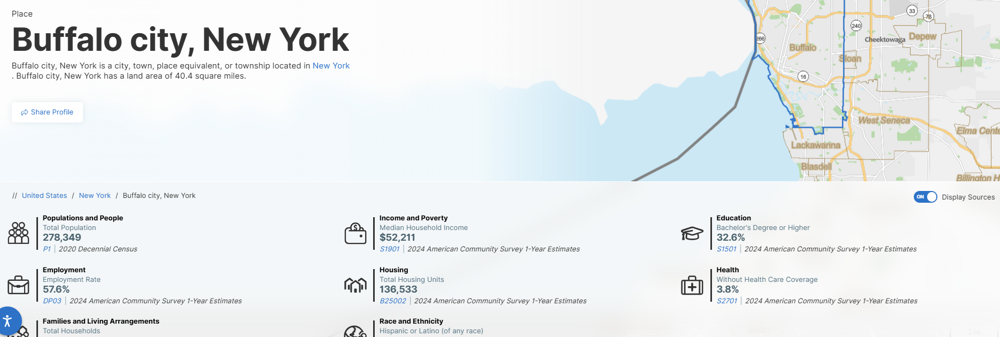 Place
Buffalo city, New York
Buffalo city, New York is a city, town, place equivalent, or township located in New York
. Buffalo city, New York has a land area of 40.4 square miles.
Share Profile
33
78
240
266
Cheektowaga
Depew
Buffalo
Sloan
16
West Seneca
Elma Cente
Lackawanna
Blasdell
Billington H
// United States / New York / Buffalo city, New York
ON Display Sources
Populations and People
Total Population
278,349
P1 | 2020 Decennial Census
Income and Poverty
Median Household Income
$52,211
S1901 | 2024 American Community Survey 1-Year Estimates
Education
Bachelor's Degree or Higher
32.6%
S1501 | 2024 American Community Survey 1-Year Estimates
Employment
Employment Rate
57.6%
DP03 | 2024 American Community Survey 1-Year Estimates
Housing
Total Housing Units
136,533
B25002 | 2024 American Community Survey 1-Year Estimates
Health
Without Health Care Coverage
3.8%
S2701 | 2024 American Community Survey 1-Year Estimates
Families and Living Arrangements
Total Households
Race and Ethnicity
Hispanic or Latino (of any race)